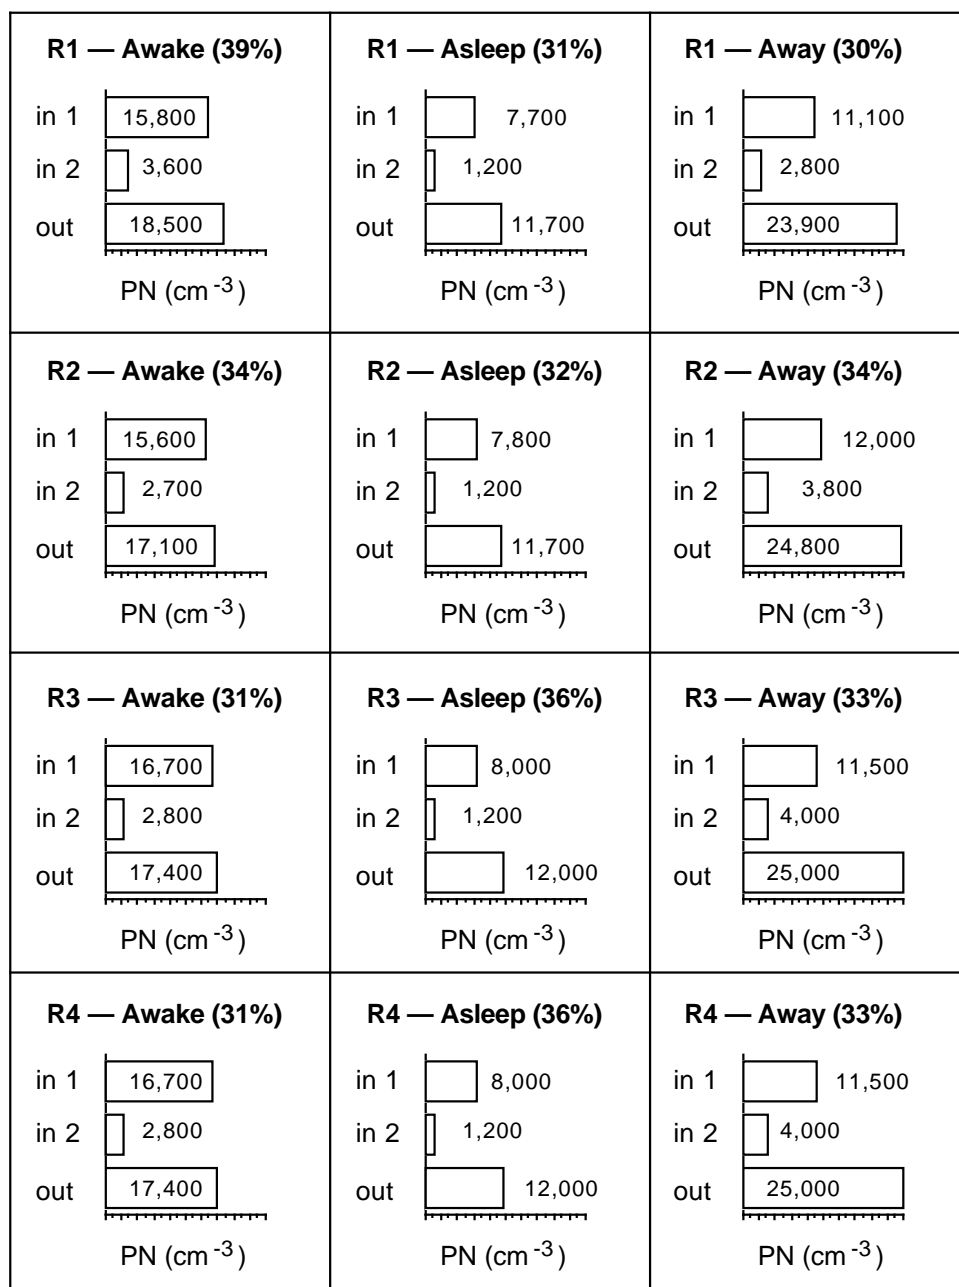 R1 — Awake (39%)
in 1 15,800
in 2 3,600
out 18,500
PN (cm -3)
R1 — Asleep (31%)
in 1 7,700
in 2 1,200
out 11,700
PN (cm -3)
R1 — Away (30%)
in 1 11,100
in 2 2,800
out 23,900
PN (cm -3)
R2 — Awake (34%)
in 1 15,600
in 2 2,700
out 17,100
PN (cm -3)
R2 — Asleep (32%)
in 1 7,800
in 2 1,200
out 11,700
PN (cm -3)
R2 — Away (34%)
in 1 12,000
in 2 3,800
out 24,800
PN (cm -3)
R3 — Awake (31%)
in 1 16,700
in 2 2,800
out 17,400
PN (cm -3)
R3 — Asleep (36%)
in 1 8,000
in 2 1,200
out 12,000
PN (cm -3)
R3 — Away (33%)
in 1 11,500
in 2 4,000
out 25,000
PN (cm -3)
R4 — Awake (31%)
in 1 16,700
in 2 2,800
out 17,400
PN (cm -3)
R4 — Asleep (36%)
in 1 8,000
in 2 1,200
out 12,000
PN (cm -3)
R4 — Away (33%)
in 1 11,500
in 2 4,000
out 25,000
PN (cm -3)